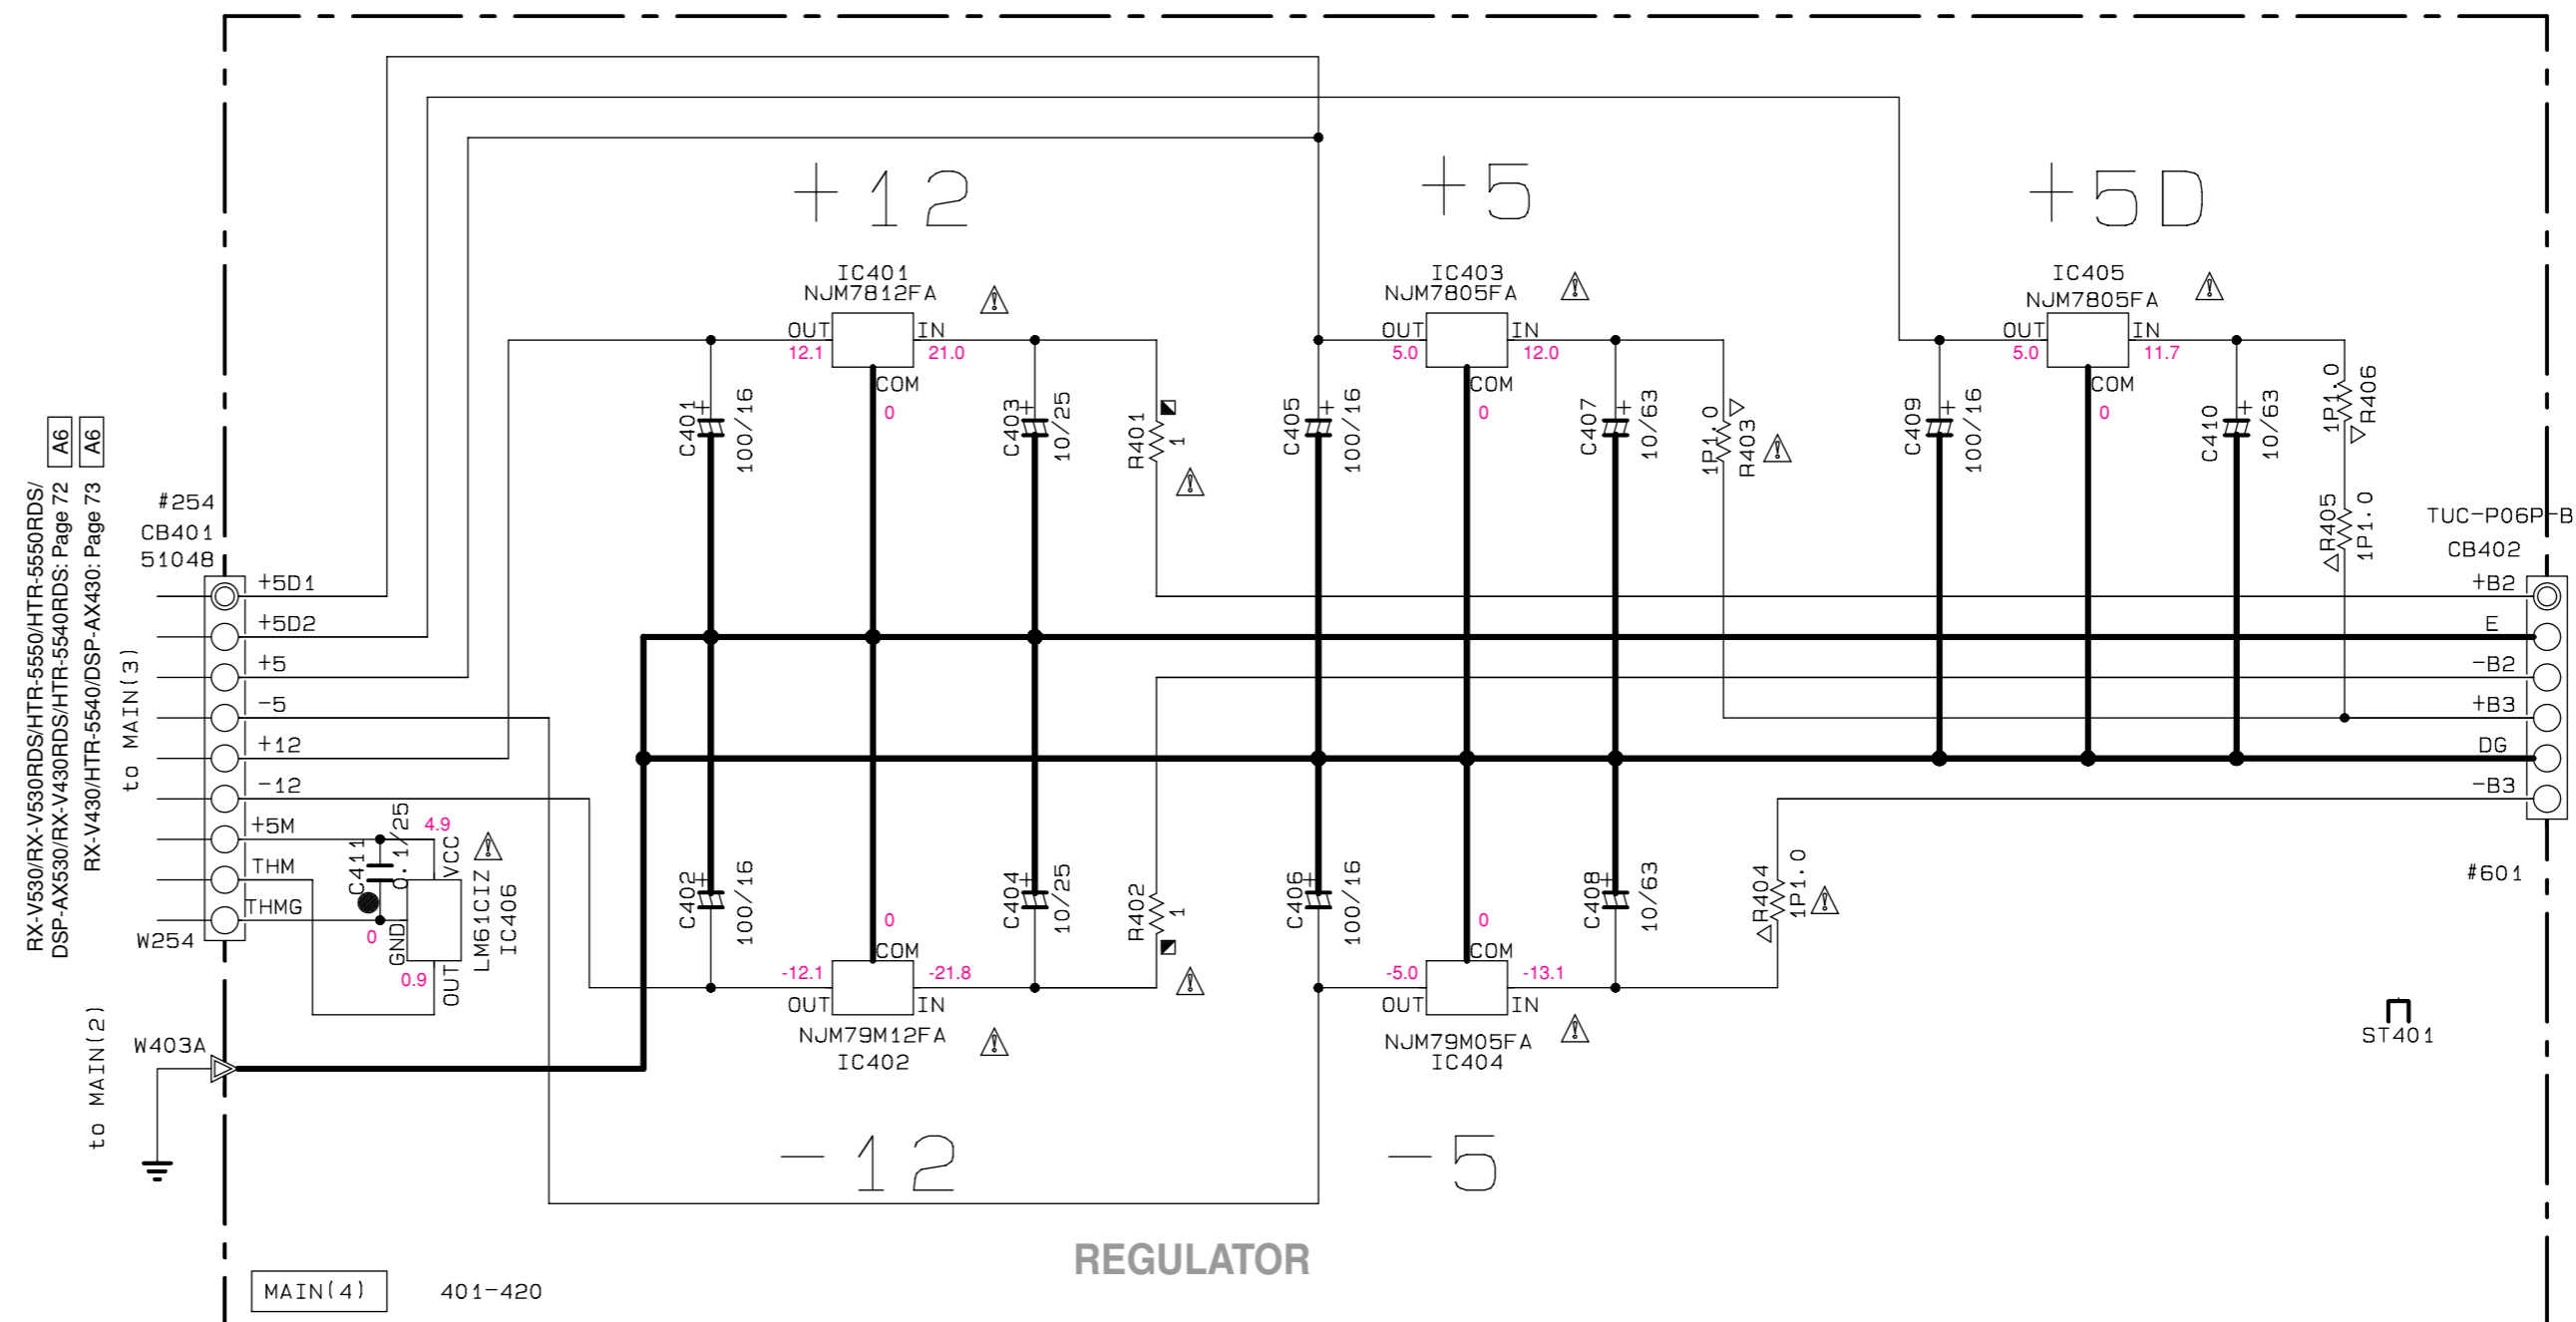 +12
+5
+5D
IC401
NJM7812FA
OUT
IN
12.1
21.0
COM
0
IC403
NJM7805FA
OUT
IN
5.0
12.0
COM
0
IC405
NJM7805FA
OUT
IN
5.0
11.7
COM
0
C401
+
100/16
C403
+
10/25
R401
1
C405
+
100/16
C407
+
10/63
1P1.0
R403
C409
+
100/16
C410
+
10/63
1P1.0
R406
R405
1P1.0
RX-V530/RX-V530RDS/HTR-5550/HTR-5550RDS/
DSP-AX530/RX-V430RDS/HTR-5540RDS: Page 72 A6
RX-V430/HTR-5540/DSP-AX430: Page 73 A6
to MAIN(3)
#254
CB401
51048
+5D1
+5D2
+5
-5
+12
-12
+5M
THM
THMG
W254
C411
0.1/25
4.9
VCC
0
GND
0.9
OUT
LM61CIZ
IC406
TUC-P06P-B
CB402
+B2
E
-B2
+B3
DG
-B3
#601
C402
+
100/16
C404
+
10/25
R402
1
C406
+
100/16
C408
+
10/63
R404
1P1.0
0
COM
-12.1
-21.8
OUT
IN
NJM79M12FA
IC402
0
COM
-5.0
-13.1
OUT
IN
NJM79M05FA
IC404
ST401
to MAIN(2)
W403A
-12
-5
REGULATOR
MAIN(4)
401-420